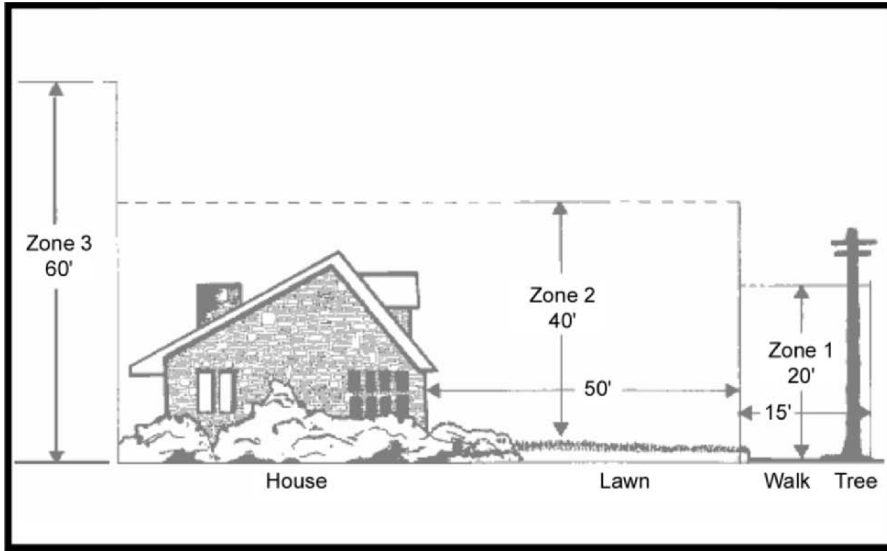 Zone 3
60'
Zone 2
40'
Zone 1
20'
50'
15'
House
Lawn
Walk
Tree